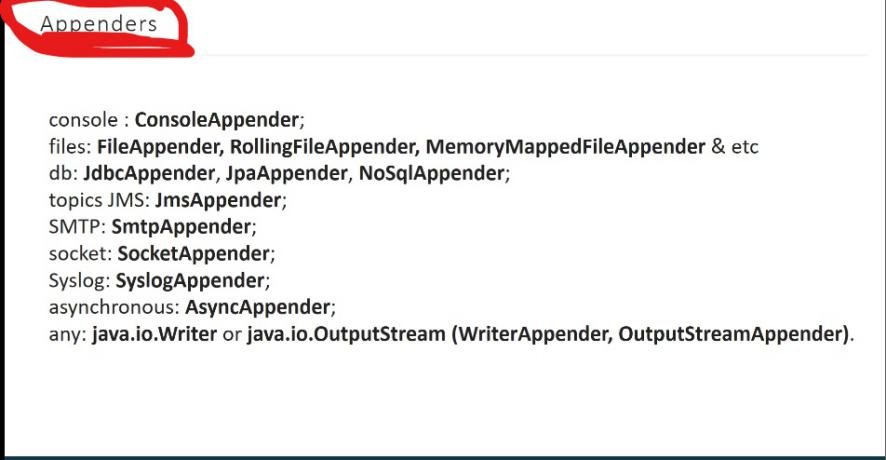 Appenders
console : ConsoleAppender;
files: FileAppender, RollingFileAppender, MemoryMappedFileAppender & etc
db: JdbcAppender, JpaAppender, NoSqlAppender;
topics JMS: JmsAppender;
SMTP: SmtpAppender;
socket: SocketAppender;
Syslog: SyslogAppender;
asynchronous: AsyncAppender;
any: java.io.Writer or java.io.OutputStream (WriterAppender, OutputStreamAppender).